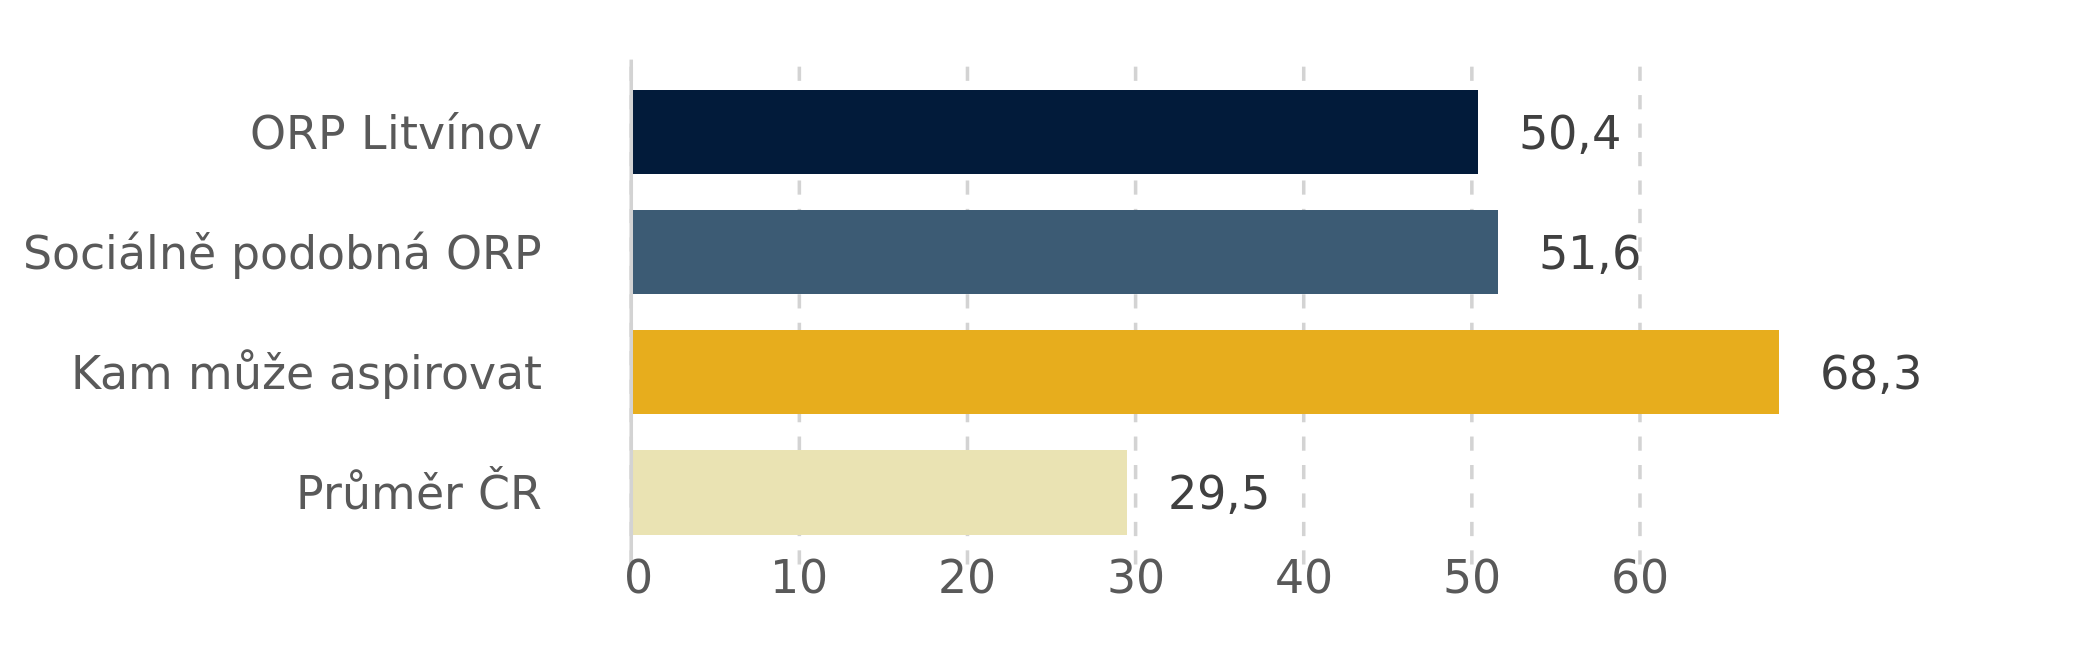 ORP Litvínov
50,4
Sociálně podobná ORP
51,6
Kam může aspirovat
68,3
Průměr ČR
29,5
0 10 20 30 40 50 60